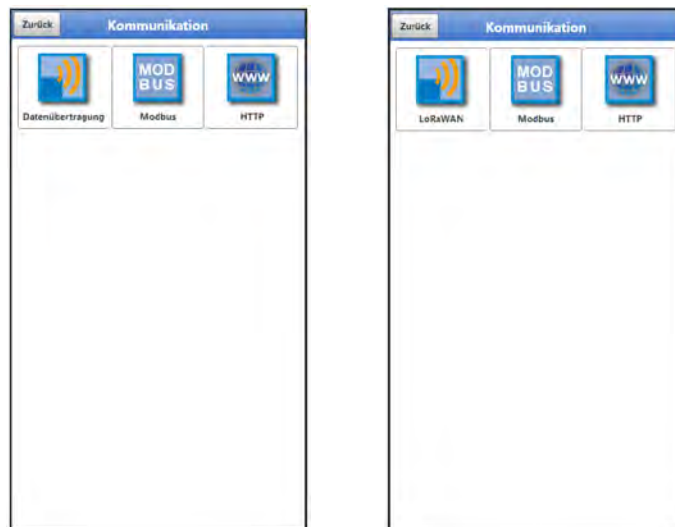 Zurück Kommunikation
MOD
BUS
www
Datenübertragung Modbus HTTP
Zurück Kommunikation
MOD
BUS
www
LoRaWAN Modbus HTTP